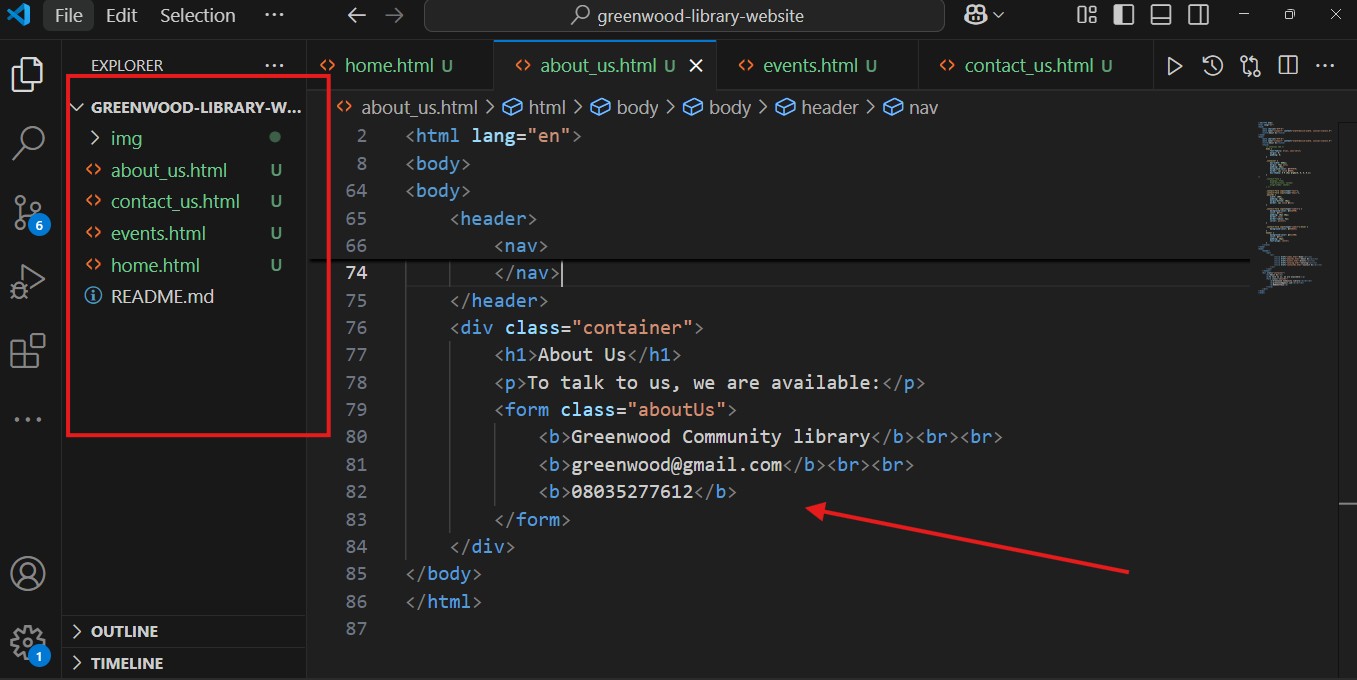 File Edit Selection ··· greenwood-library-website
EXPLORER ···
GREENWOOD-LIBRARY-W...
img
about_us.html U
contact_us.html U
events.html U
home.html U
README.md
OUTLINE
TIMELINE
6
1
home.html U about_us.html U events.html U contact_us.html U
about_us.html > html > body > body > header > nav
2 <html lang="en">
8 <body>
64 <body>
65 <header>
66 <nav>
74 </nav>
75 </header>
76 <div class="container">
77 <h1>About Us</h1>
78 <p>To talk to us, we are available:</p>
79 <form class="aboutUs">
80 <b>Greenwood Community library</b><br><br>
81 <b>greenwood@gmail.com</b><br><br>
82 <b>08035277612</b>
83 </form>
84 </div>
85 </body>
86 </html>
87